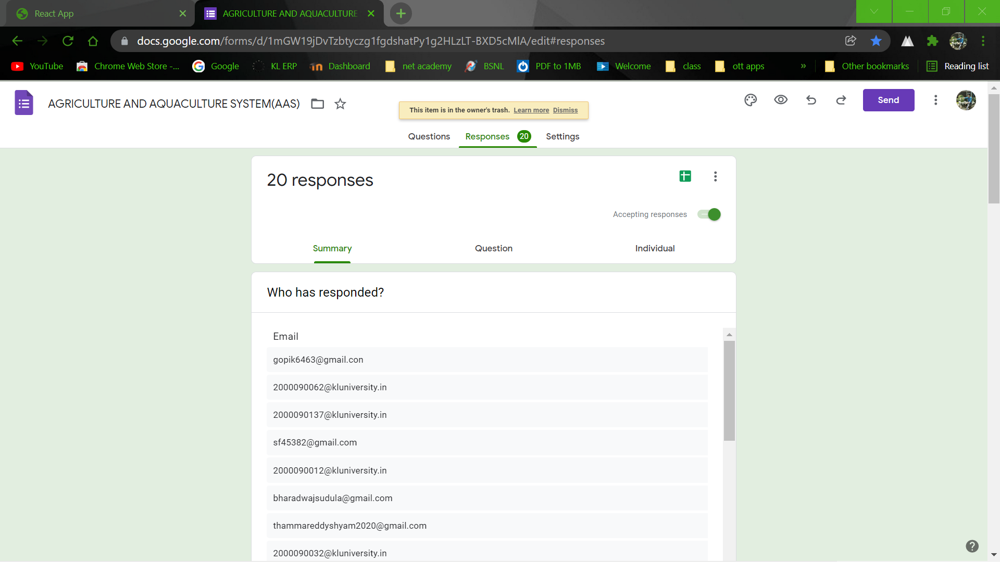 React App
AGRICULTURE AND AQUACULTURE
docs.google.com/forms/d/1mGW19jDvTzbtyczg1fgdshatPy1g2HLzLT-BXD5cMlA/edit#responses
YouTube Chrome Web Store -... Google KL ERP Dashboard net academy BSNL PDF to 1MB Welcome class ott apps » Other bookmarks Reading list
AGRICULTURE AND AQUACULTURE SYSTEM(AAS)
This item is in the owner's trash. Learn more Dismiss
Send
Questions Responses 20 Settings
20 responses
Accepting responses
Summary Question Individual
Who has responded?
Email
gopik6463@gmail.con
2000090062@kluniversity.in
2000090137@kluniversity.in
sf45382@gmail.com
2000090012@kluniversity.in
bharadwajsudula@gmail.com
thammareddyshyam2020@gmail.com
2000090032@kluniversity.in